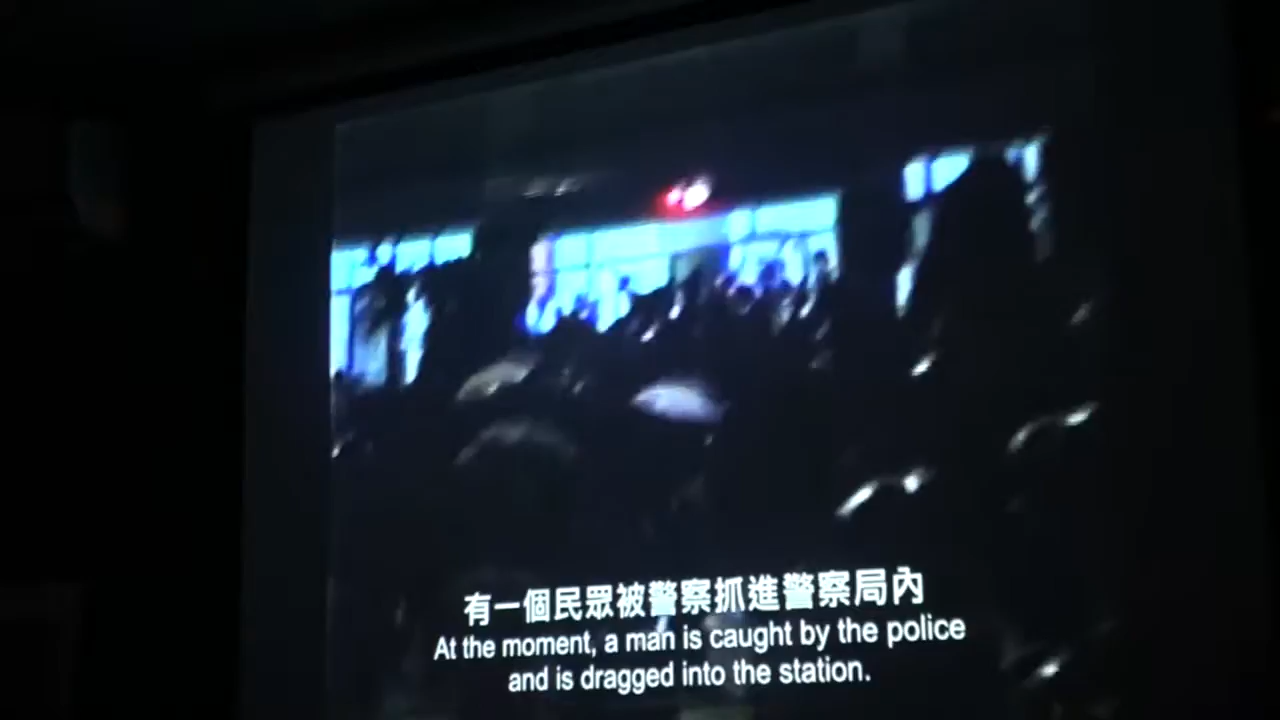 有一個民眾被警察抓進警察局內
At the moment, a man is caught by the police
and is dragged into the station.